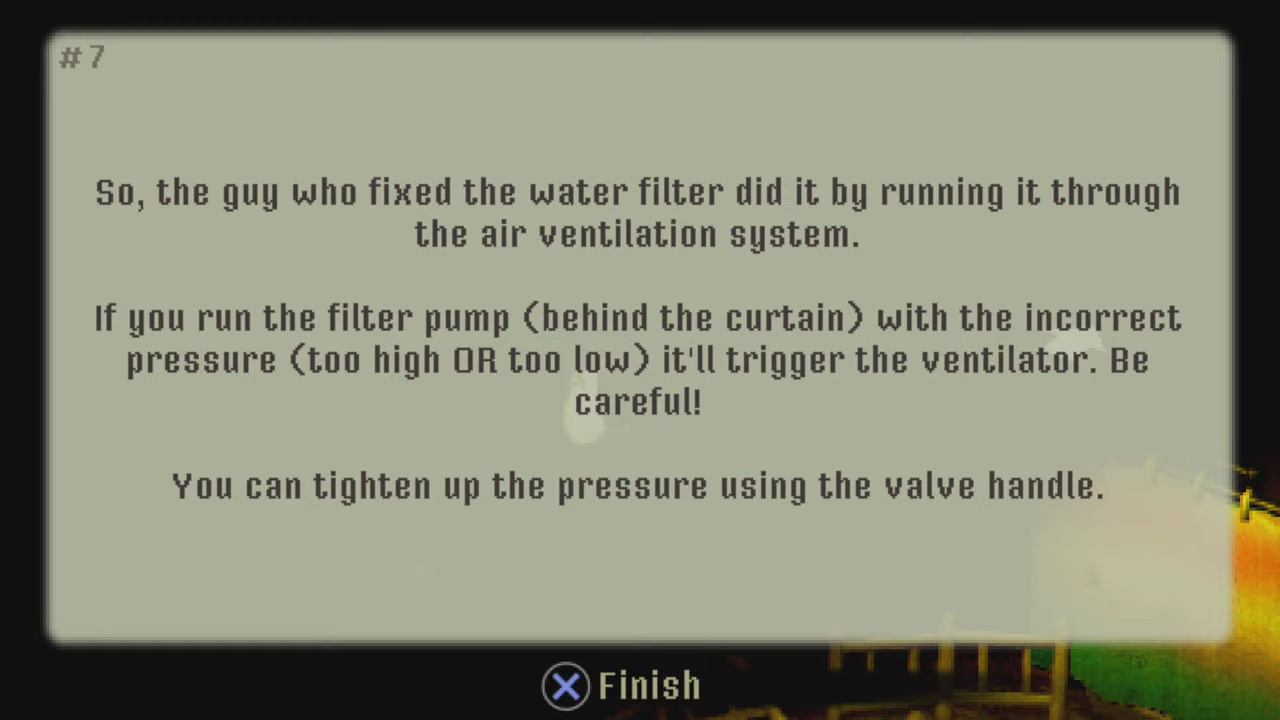 #7
So, the guy who fixed the water filter did it by running it through
the air ventilation system.
If you run the filter pump (behind the curtain) with the incorrect
pressure (too high OR too low) it'll trigger the ventilator. Be
careful!
You can tighten up the pressure using the valve handle.
Finish